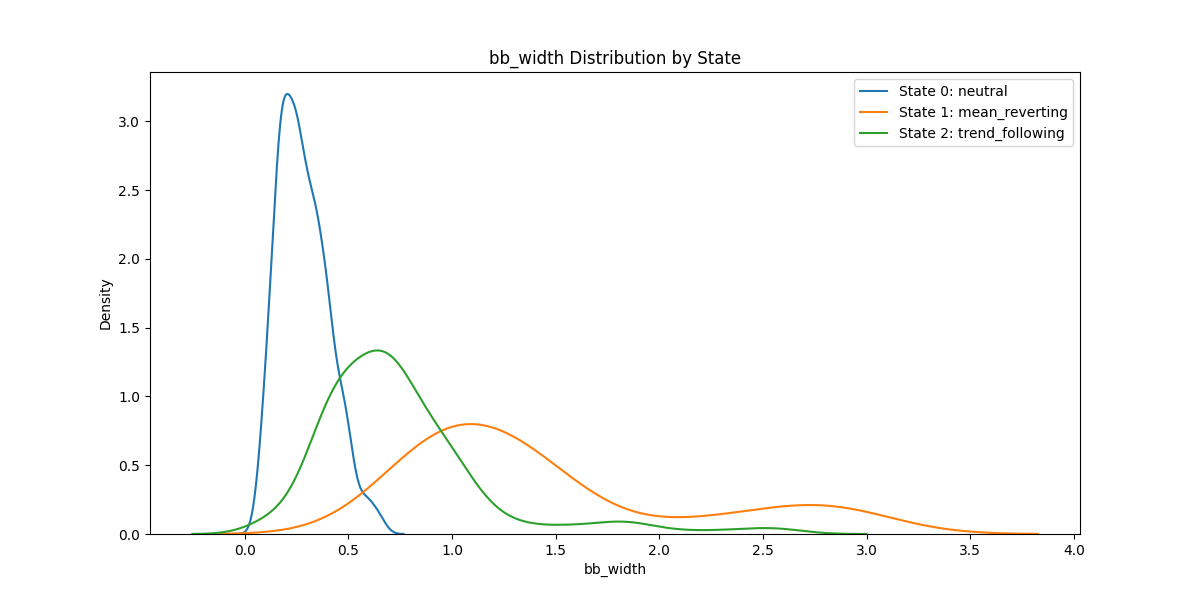 bb_width Distribution by State
State 0: neutral
State 1: mean_reverting
State 2: trend_following
Density
3.0
2.5
2.0
1.5
1.0
0.5
0.0
0.0 0.5 1.0 1.5 2.0 2.5 3.0 3.5 4.0
bb_width